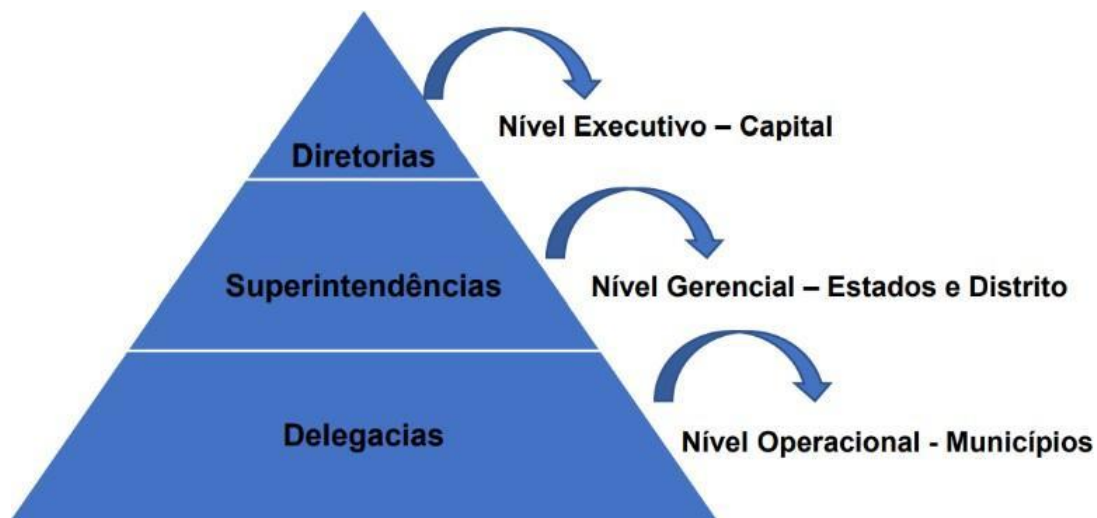 Diretorias
Nível Executivo – Capital
Superintendências
Nível Gerencial – Estados e Distrito
Delegacias
Nível Operacional - Municípios